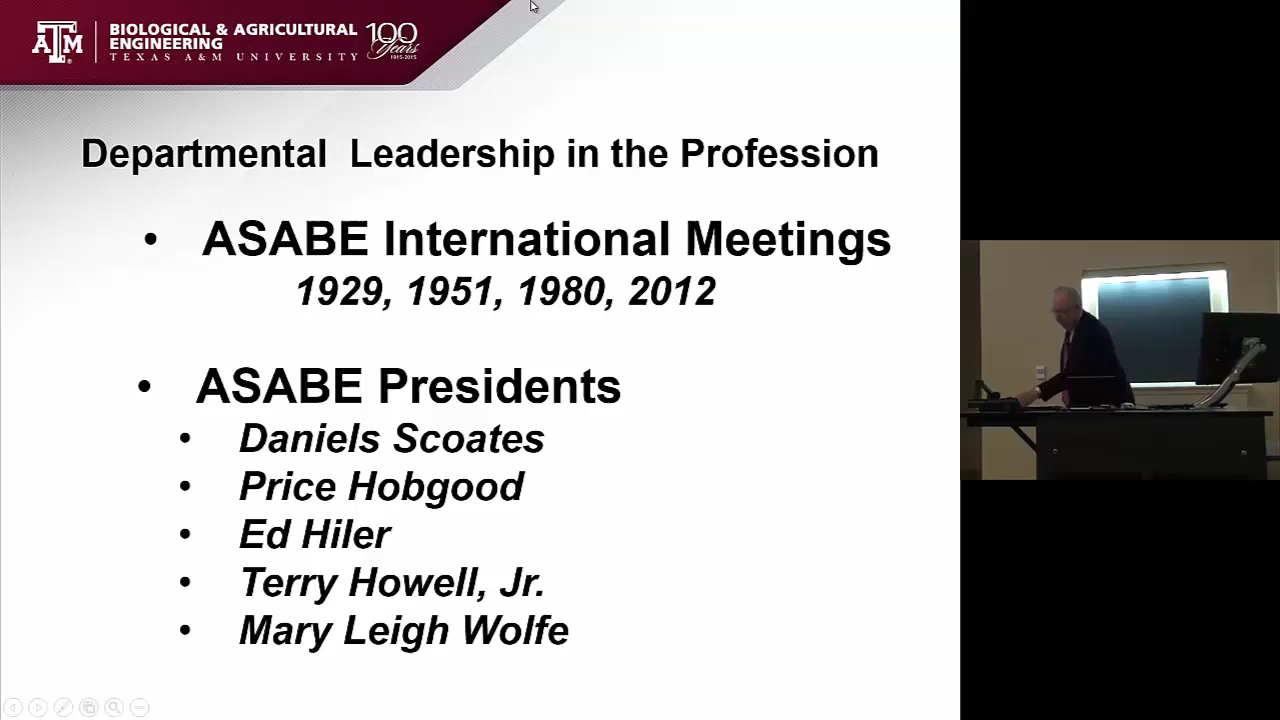 BIOLOGICAL & AGRICULTURAL
ENGINEERING
TEXAS A&M UNIVERSITY
ATM
100
Years
1915-2015
Departmental Leadership in the Profession
• ASABE International Meetings
1929, 1951, 1980, 2012
• ASABE Presidents
• Daniels Scoates
• Price Hobgood
• Ed Hiler
• Terry Howell, Jr.
• Mary Leigh Wolfe